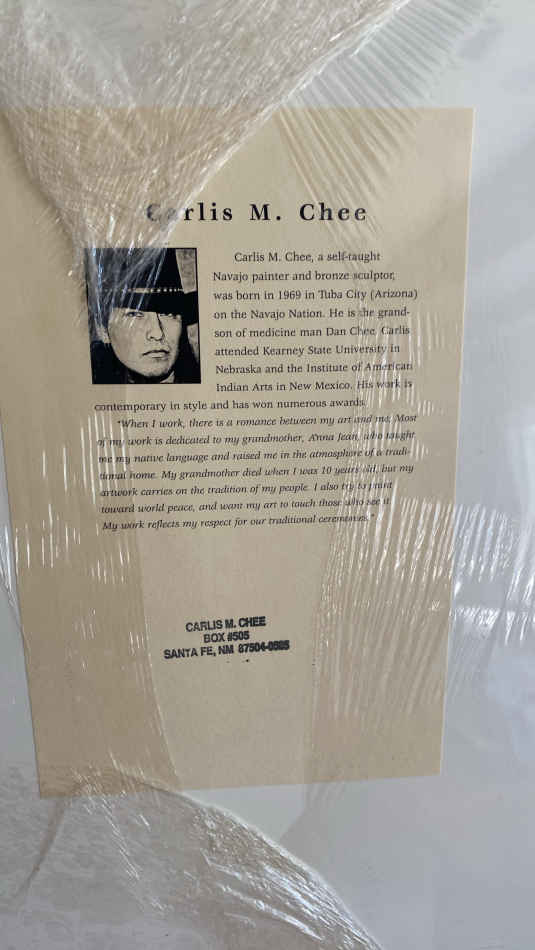 Carlis M. Chee
Carlis M. Chee, a self-taught
Navajo painter and bronze sculptor,
was born in 1969 in Tuba City (Arizona)
on the Navajo Nation. He is the grand-
son of medicine man Dan Chee. Carlis
attended Kearney State University in
Nebraska and the Institute of American
Indian Arts in New Mexico. His work is
contemporary in style and has won numerous awards.
"When I work, there is a romance between my art and me. Most
of my work is dedicated to my grandmother, Anna Jean, who taught
me my native language and raised me in the atmosphere of a tradi-
tional home. My grandmother died when I was 10 years old, but my
artwork carries on the tradition of my people. I also try to paint
toward world peace, and want my art to touch those who see it.
My work reflects my respect for our traditional ceremonies."
CARLIS M. CHEE
BOX #505
SANTA FE, NM 87504-0505